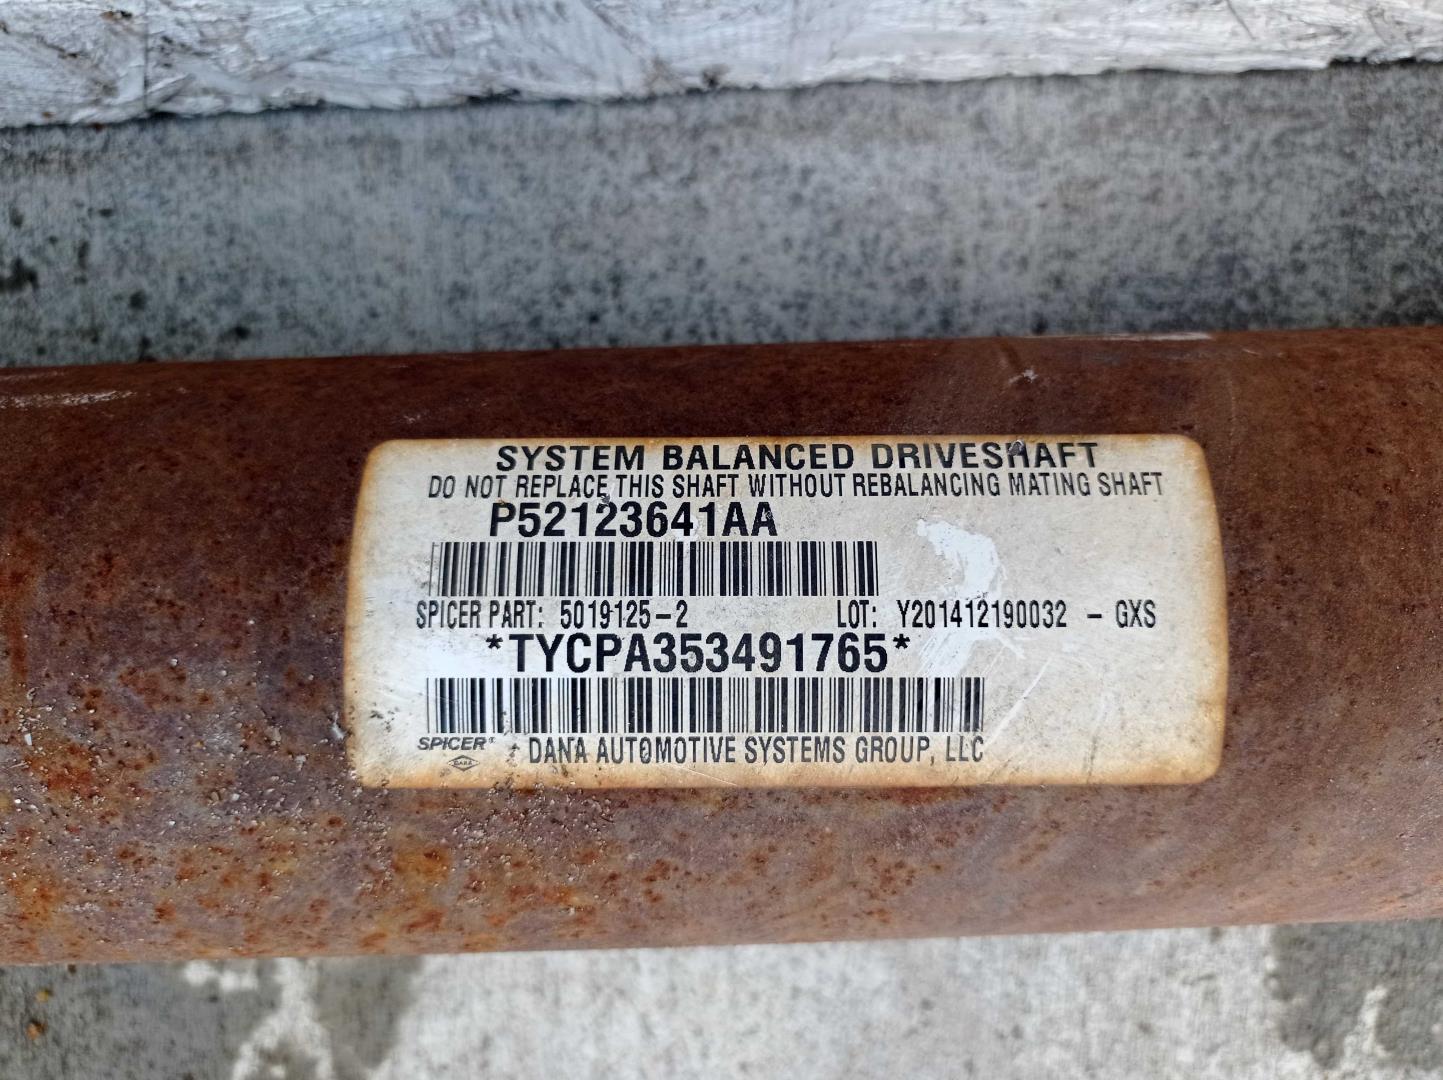 SYSTEM BALANCED DRIVESHAFT
DO NOT REPLACE THIS SHAFT WITHOUT REBALANCING MATING SHAFT
P52123641AA
SPICER PART: 5019125-2 LOT: Y201412190032 - GXS
*TYCPA353491765*
SPICER® DANA AUTOMOTIVE SYSTEMS GROUP, LLC
DANA